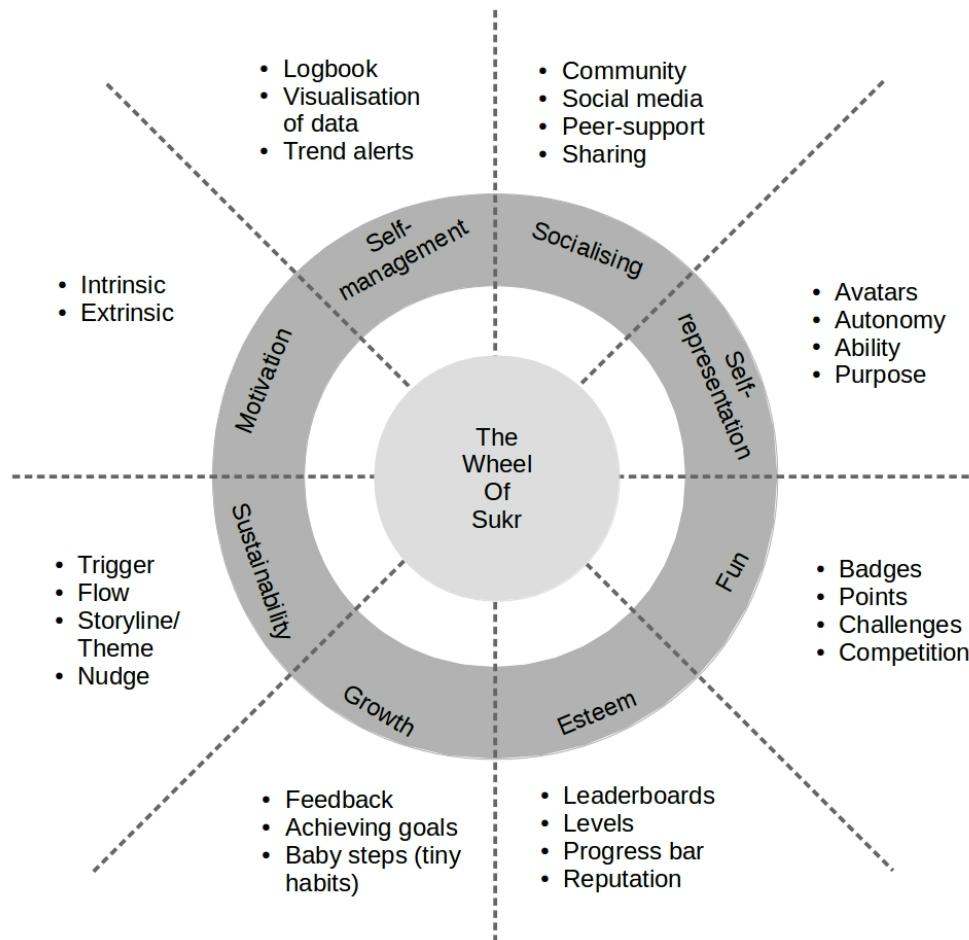 • Logbook
• Visualisation
of data
• Trend alerts
• Community
• Social media
• Peer-support
• Sharing
Self-
management
Socialising
• Intrinsic
• Extrinsic
Motivation
Self-
representation
• Avatars
• Autonomy
• Ability
• Purpose
The
Wheel
Of
Sukr
• Trigger
• Flow
• Storyline/
Theme
• Nudge
Sustainability
Fun
• Badges
• Points
• Challenges
• Competition
Growth
Esteem
• Feedback
• Achieving goals
• Baby steps (tiny
habits)
• Leaderboards
• Levels
• Progress bar
• Reputation